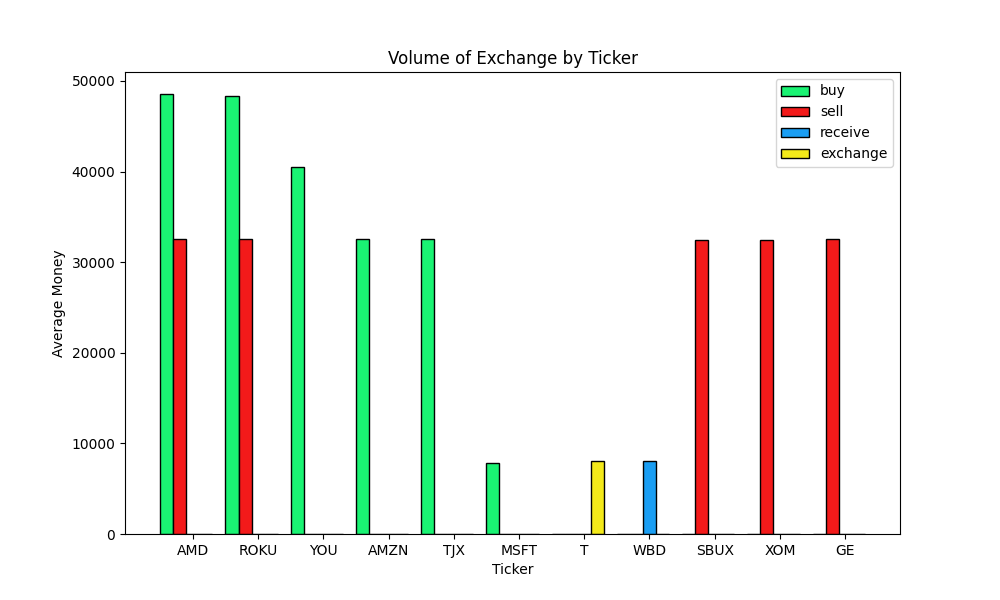 Volume of Exchange by Ticker
buy
sell
receive
exchange
50000
40000
30000
20000
10000
0
Average Money
AMD ROKU YOU AMZN TJX MSFT T WBD SBUX XOM GE
Ticker